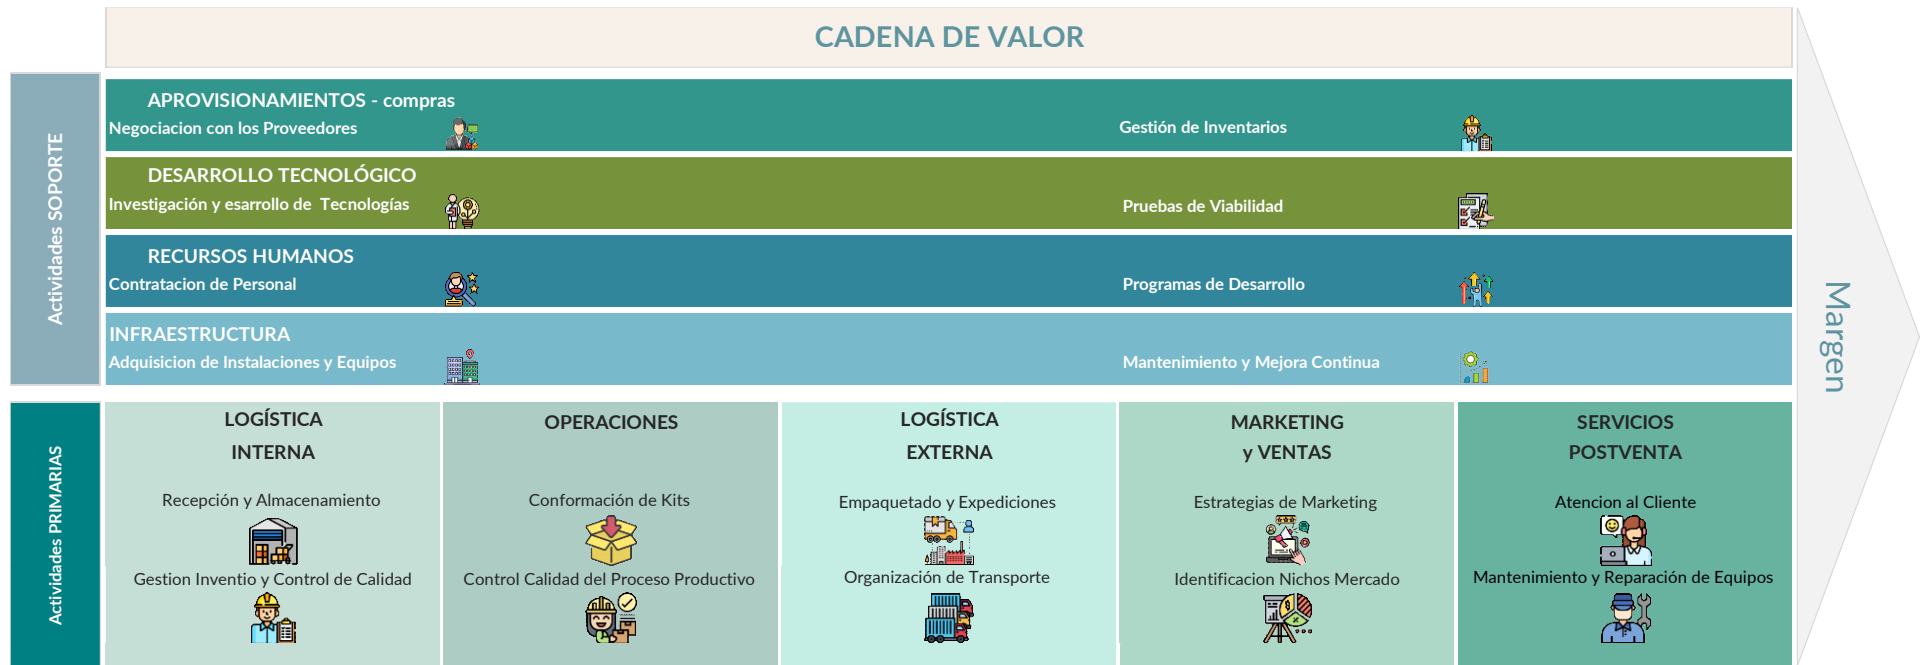 CADENA DE VALOR
Actividades SOPORTE
APROVISIONAMIENTOS - compras
Negociacion con los Proveedores
Gestión de Inventarios
DESARROLLO TECNOLÓGICO
Investigación y esarrollo de Tecnologías
Pruebas de Viabilidad
RECURSOS HUMANOS
Contratacion de Personal
Programas de Desarrollo
INFRAESTRUCTURA
Adquisicion de Instalaciones y Equipos
Mantenimiento y Mejora Continua
Margen
Actividades PRIMARIAS
LOGÍSTICA
INTERNA
Recepción y Almacenamiento
Gestion Inventio y Control de Calidad
OPERACIONES
Conformación de Kits
Control Calidad del Proceso Productivo
LOGÍSTICA
EXTERNA
Empaquetado y Expediciones
Organización de Transporte
MARKETING
y VENTAS
Estrategias de Marketing
Identificacion Nichos Mercado
SERVICIOS
POSTVENTA
Atencion al Cliente
Mantenimiento y Reparación de Equipos